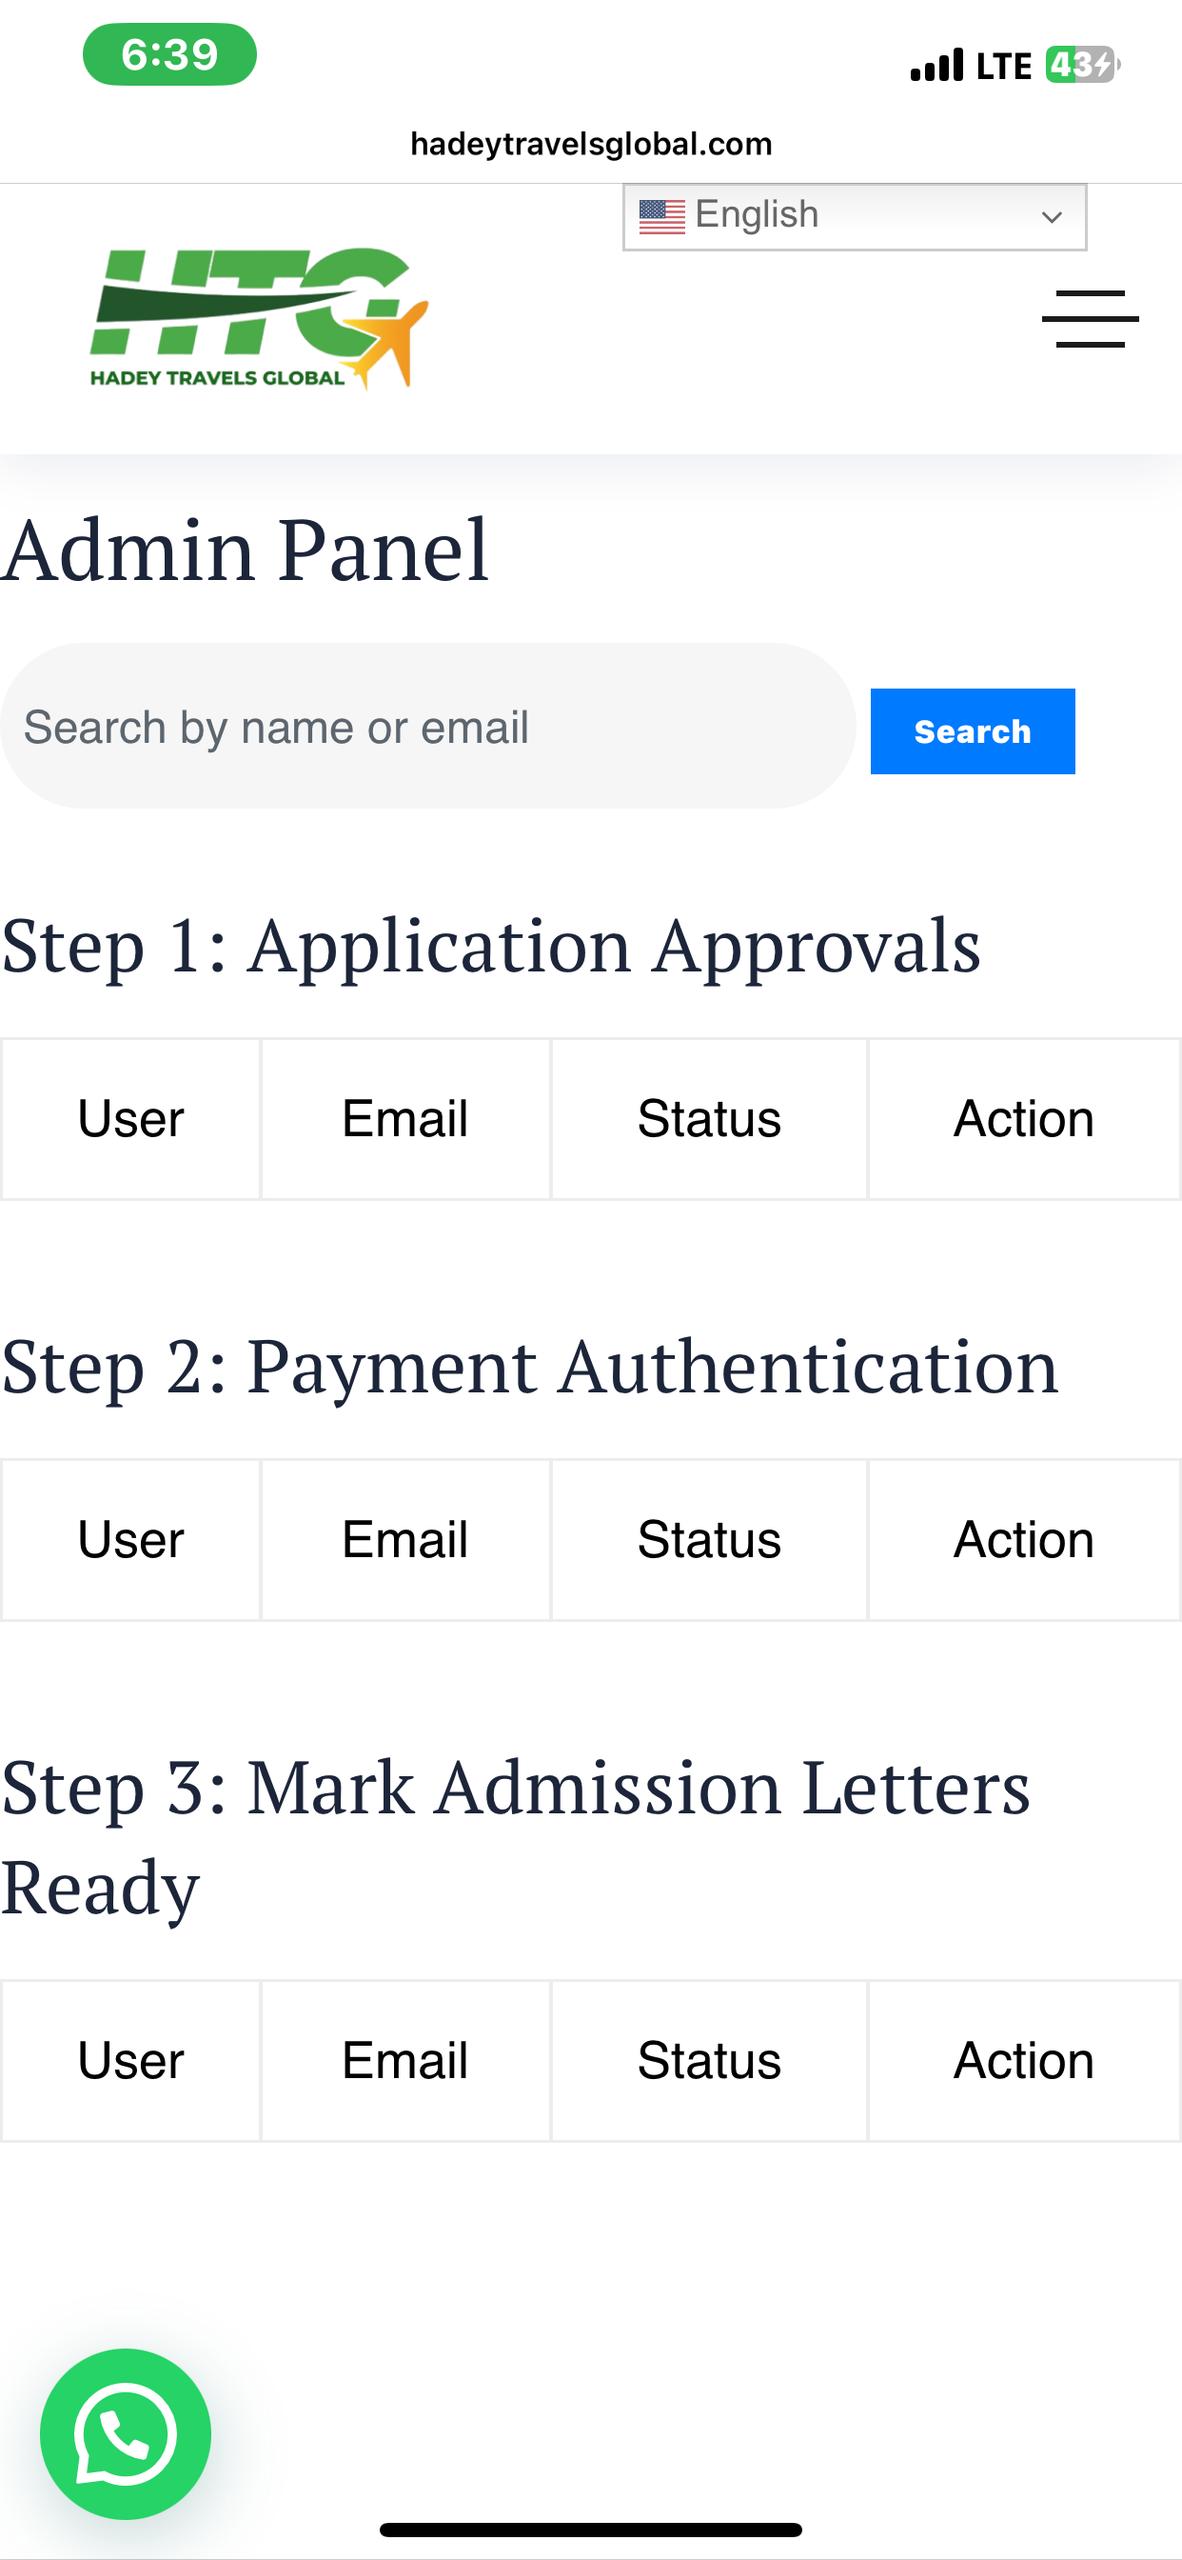 6:39
LTE
43
hadeytravelsglobal.com
English
HTG
HADEY TRAVELS GLOBAL
Admin Panel
Search by name or email
Search
Step 1: Application Approvals
User Email Status Action
Step 2: Payment Authentication
User Email Status Action
Step 3: Mark Admission Letters
Ready
User Email Status Action